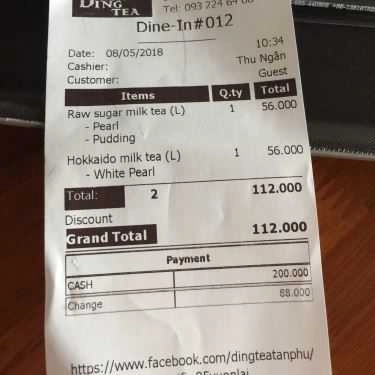 DING
TEA
Tel: 093 724 64 66
Dine-In#012
Date: 08/05/2018 10:34
Cashier: Thu Ngân
Customer: Guest
Items Q.ty Total
Raw sugar milk tea (L) 1 56.000
- Pearl
- Pudding
Hokkaido milk tea (L) 1 56.000
- White Pearl
Total: 2 112.000
Discount
Grand Total 112.000
Payment
CASH 200.000
Change 88.000
https://www.facebook.com/dingteatanphu/